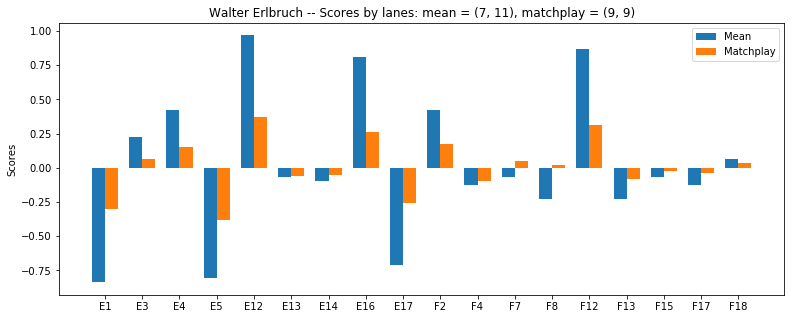 Walter Erlbruch -- Scores by lanes: mean = (7, 11), matchplay = (9, 9)
Mean
Matchplay
Scores
1.00
0.75
0.50
0.25
0.00
−0.25
−0.50
−0.75
E1 E3 E4 E5 E12 E13 E14 E16 E17 F2 F4 F7 F8 F12 F13 F15 F17 F18